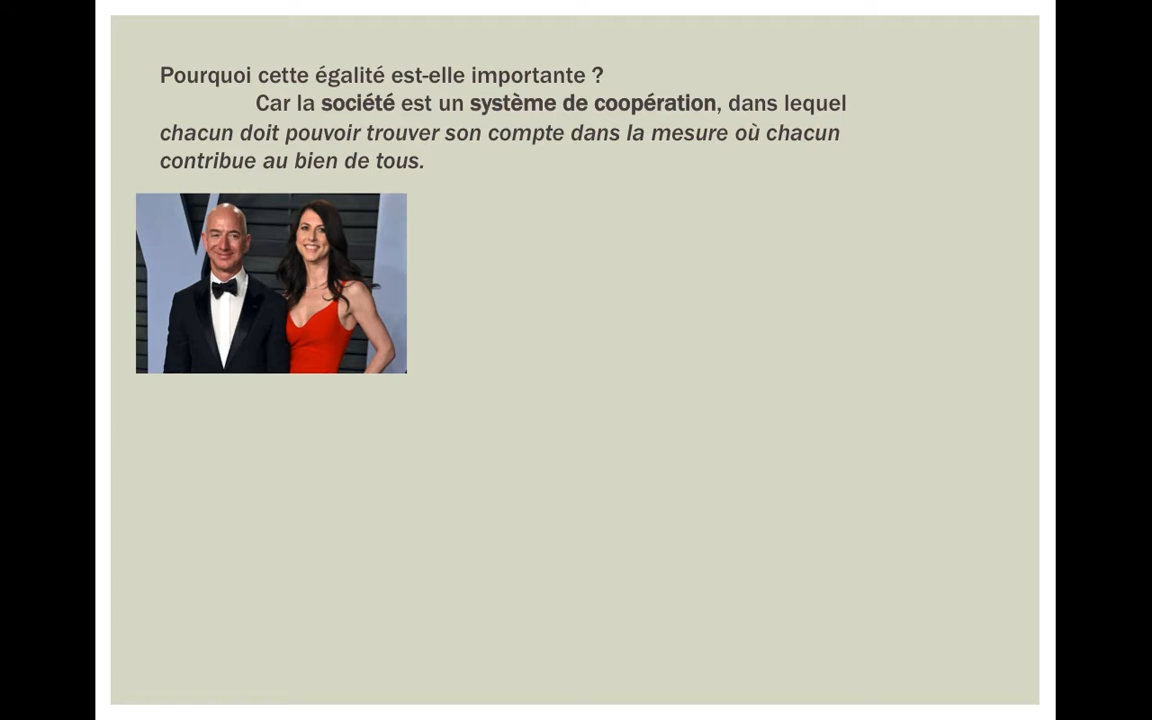 Pourquoi cette égalité est-elle importante ?
Car la société est un système de coopération, dans lequel
chacun doit pouvoir trouver son compte dans la mesure où chacun
contribue au bien de tous.